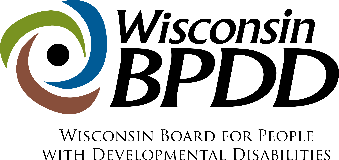 Wisconsin
BPDD
Wisconsin Board for People
with Developmental Disabilities